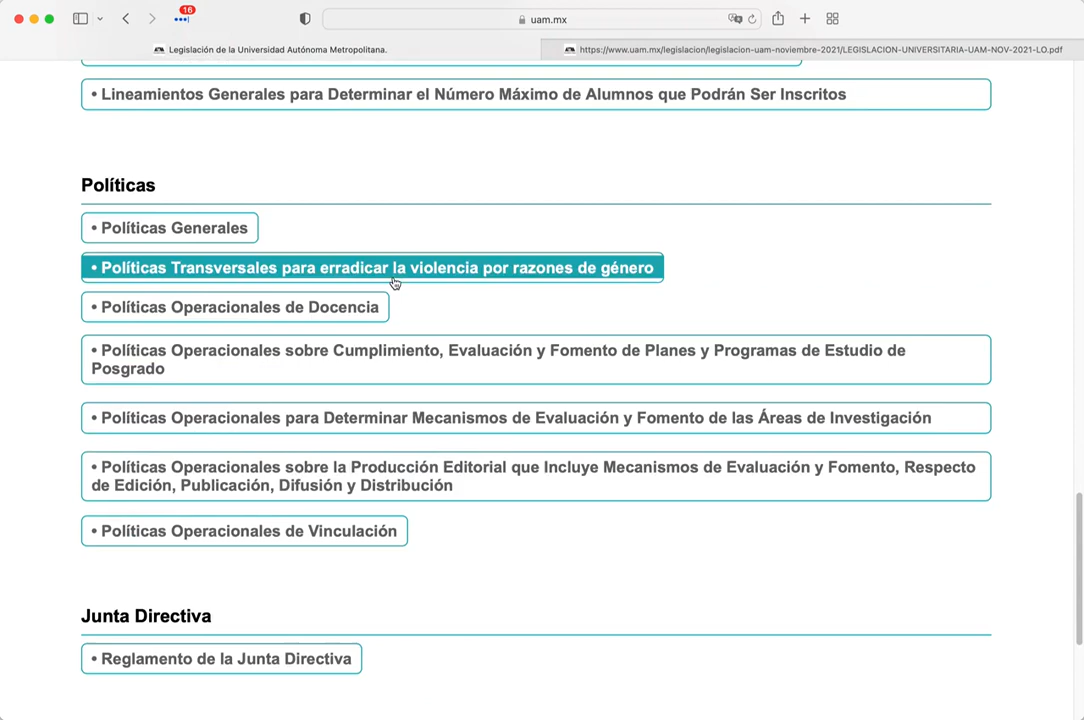 16
uam.mx
Legislación de la Universidad Autónoma Metropolitana.
https://www.uam.mx/legislacion/legislacion-uam-noviembre-2021/LEGISLACION-UNIVERSITARIA-UAM-NOV-2021-LO.pdf
• Lineamientos Generales para Determinar el Número Máximo de Alumnos que Podrán Ser Inscritos
Políticas
• Políticas Generales
• Políticas Transversales para erradicar la violencia por razones de género
• Políticas Operacionales de Docencia
• Políticas Operacionales sobre Cumplimiento, Evaluación y Fomento de Planes y Programas de Estudio de
Posgrado
• Políticas Operacionales para Determinar Mecanismos de Evaluación y Fomento de las Áreas de Investigación
• Políticas Operacionales sobre la Producción Editorial que Incluye Mecanismos de Evaluación y Fomento, Respecto
de Edición, Publicación, Difusión y Distribución
• Políticas Operacionales de Vinculación
Junta Directiva
• Reglamento de la Junta Directiva